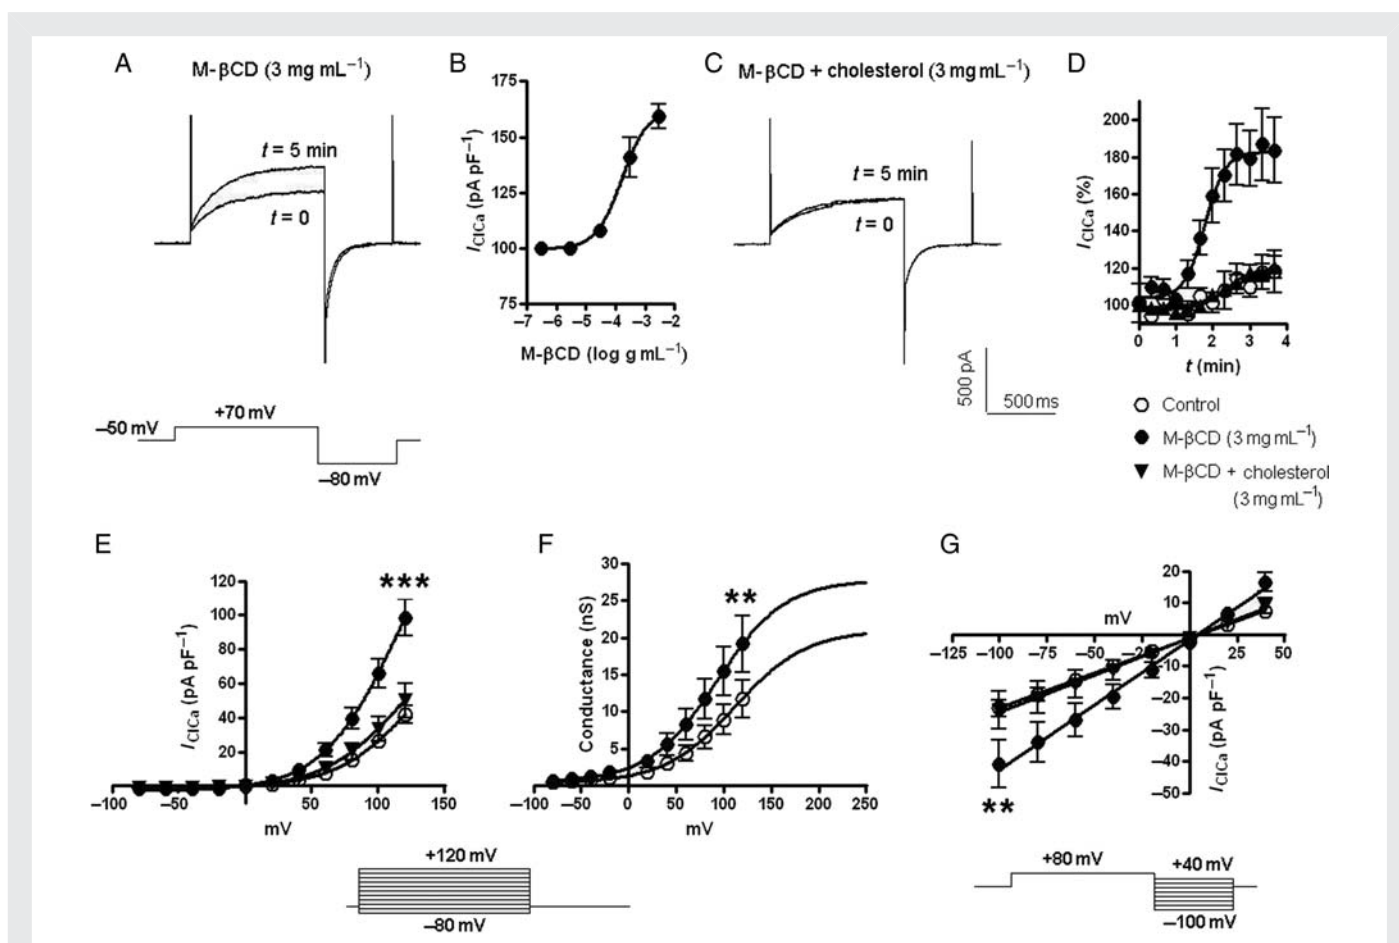 A
M-βCD (3 mg mL⁻¹)
t = 5 min
t = 0
−50 mV
+70 mV
−80 mV
B
175
150
125
100
75
I_ClCa (pA pF⁻¹)
−7 −6 −5 −4 −3 −2
M-βCD (log g mL⁻¹)
C
M-βCD + cholesterol (3 mg mL⁻¹)
t = 5 min
t = 0
500 pA
500 ms
D
200
180
160
140
120
100
I_ClCa (%)
0 1 2 3 4
t (min)
Control
M-βCD (3 mg mL⁻¹)
M-βCD + cholesterol
(3 mg mL⁻¹)
E
120
100
80
60
40
20
I_ClCa (pA pF⁻¹)
***
−100 −50 0 50 100 150
mV
F
30
25
20
15
10
5
Conductance (nS)
**
−100 −50 0 50 100 150 200 250
mV
+120 mV
−80 mV
G
20
10
mV
−125 −100 −75 −50 −25 25 50
−10
−20
−30
−40
−50
I_ClCa (pA pF⁻¹)
**
+80 mV
+40 mV
−100 mV